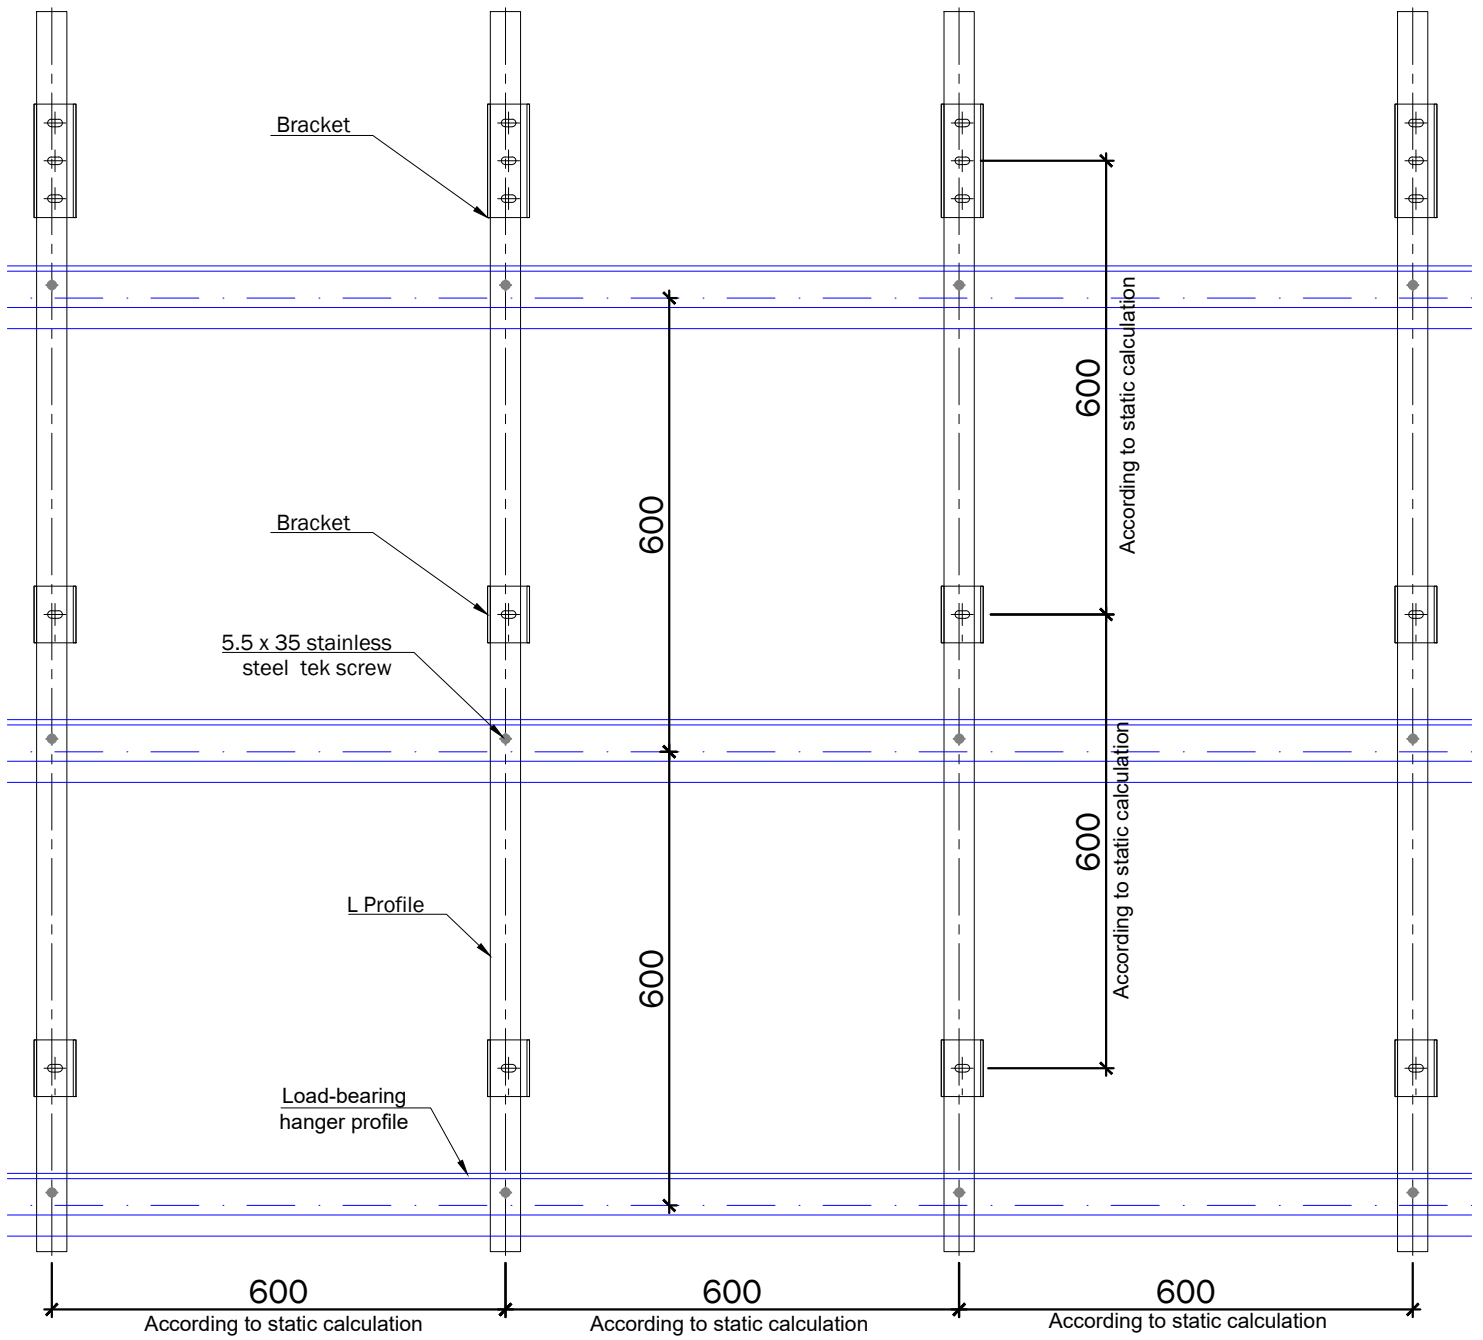 Bracket
According to static calculation
600
600
Bracket
5.5 x 35 stainless
steel tek screw
According to static calculation
600
L Profile
600
Load-bearing
hanger profile
600
According to static calculation
600
According to static calculation
600
According to static calculation